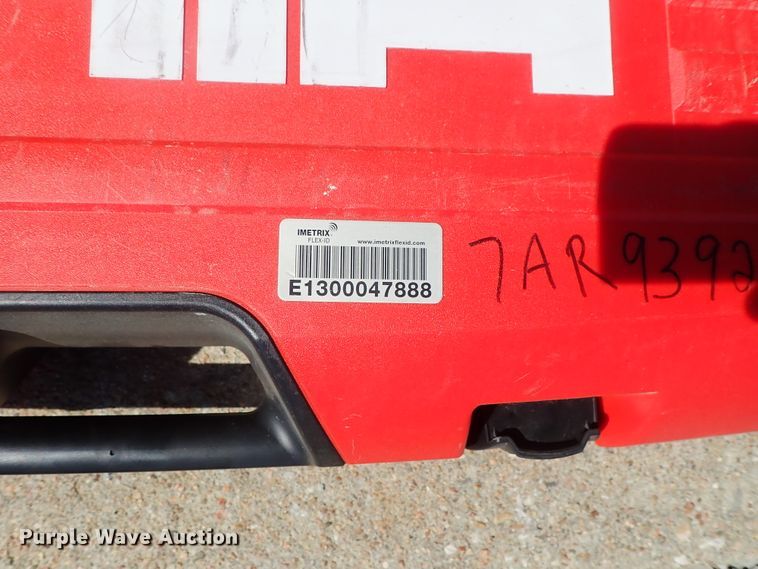 IMETRIX
FLEX-ID www.imetrixflexid.com
E1300047888
7AR9392
Purple Wave Auction